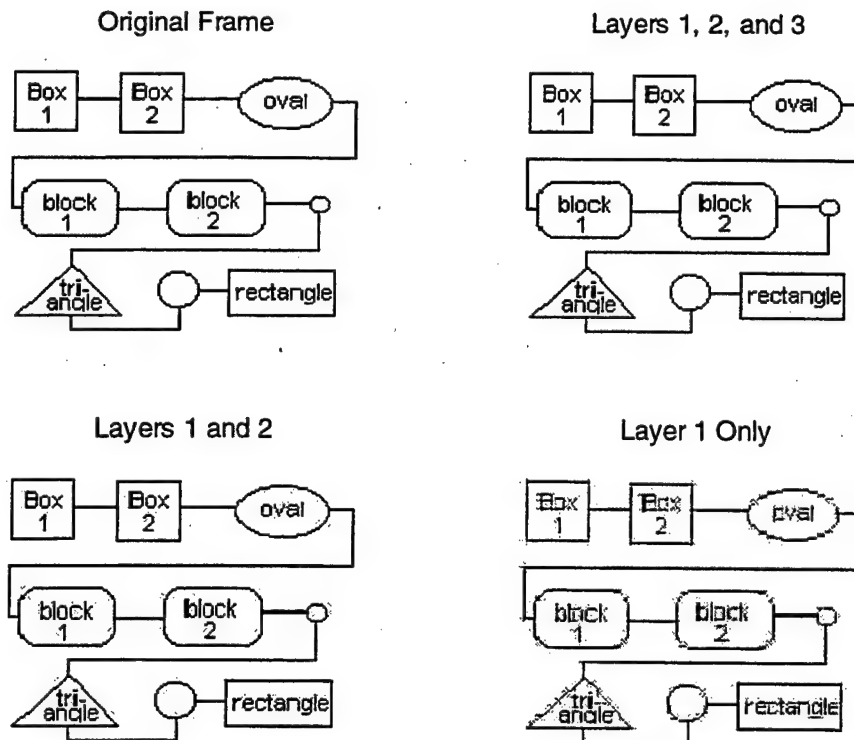 Original Frame
Box 1
Box 2
oval
block 1
block 2
tri-angle
rectangle
Layers 1, 2, and 3
Box 1
Box 2
oval
block 1
block 2
tri-angle
rectangle
Layers 1 and 2
Box 1
Box 2
oval
block 1
block 2
tri-angle
rectangle
Layer 1 Only
Box 1
Box 2
oval
block 1
block 2
tri-angle
rectangle